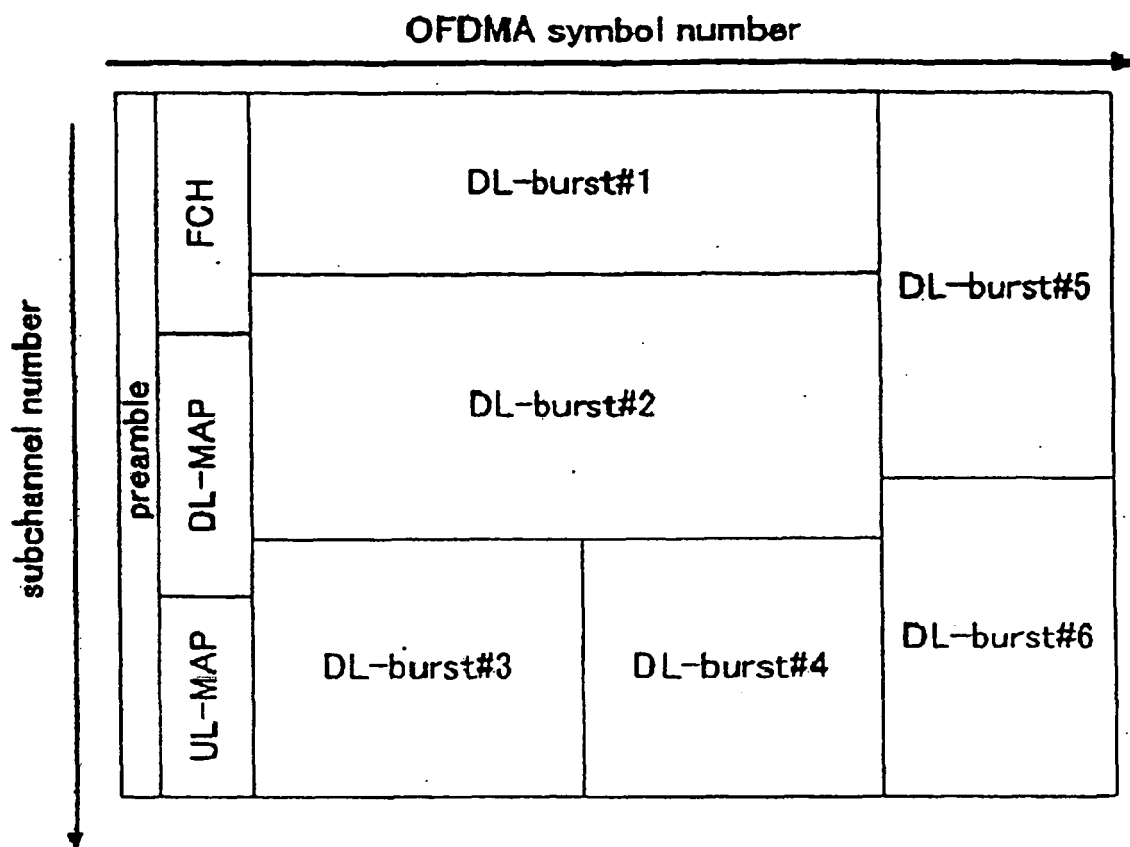 OFDMA symbol number
subchannel number
preamble
FCH
DL-MAP
UL-MAP
DL-burst#1
DL-burst#2
DL-burst#3
DL-burst#4
DL-burst#5
DL-burst#6